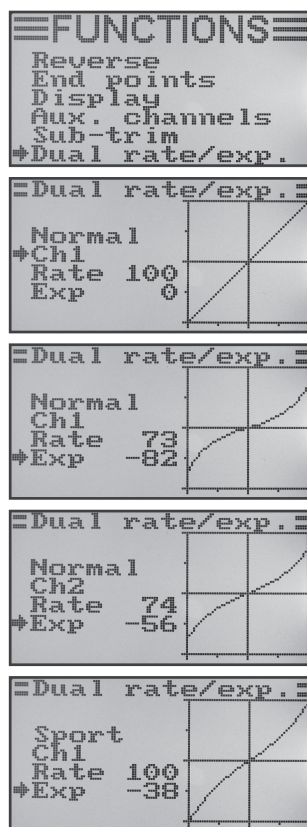 FUNCTIONS
Reverse
End points
Display
Aux. channels
Sub-trim
Dual rate/exp.
Dual rate/exp.
Normal
Ch1
Rate 100
Exp 0
Dual rate/exp.
Normal
Ch1
Rate 73
Exp -82
Dual rate/exp.
Normal
Ch2
Rate 74
Exp -56
Dual rate/exp.
Sport
Ch1
Rate 100
Exp -38